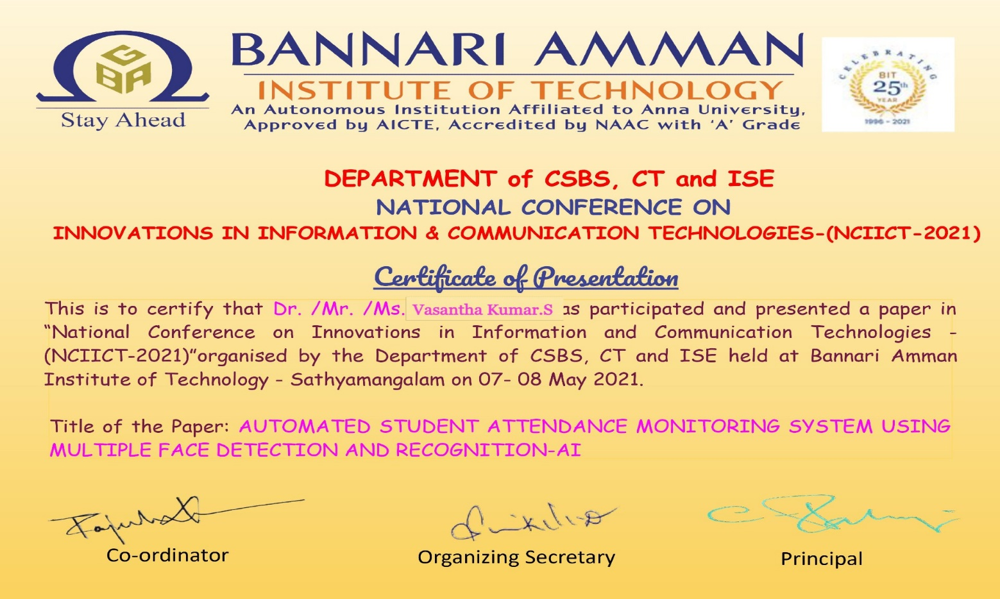 GBA
Stay Ahead
BANNARI AMMAN
INSTITUTE OF TECHNOLOGY
An Autonomous Institution Affiliated to Anna University,
Approved by AICTE, Accredited by NAAC with ‘A’ Grade
CELEBRATING
BIT
25th
YEAR
1996 - 2021
DEPARTMENT of CSBS, CT and ISE
NATIONAL CONFERENCE ON
INNOVATIONS IN INFORMATION & COMMUNICATION TECHNOLOGIES-(NCIICT-2021)
Certificate of Presentation
This is to certify that Dr. /Mr. /Ms. Vasantha Kumar.S as participated and presented a paper in
“National Conference on Innovations in Information and Communication Technologies -
(NCIICT-2021)”organised by the Department of CSBS, CT and ISE held at Bannari Amman
Institute of Technology - Sathyamangalam on 07- 08 May 2021.
Title of the Paper: AUTOMATED STUDENT ATTENDANCE MONITORING SYSTEM USING
MULTIPLE FACE DETECTION AND RECOGNITION-AI
Co-ordinator
Organizing Secretary
Principal